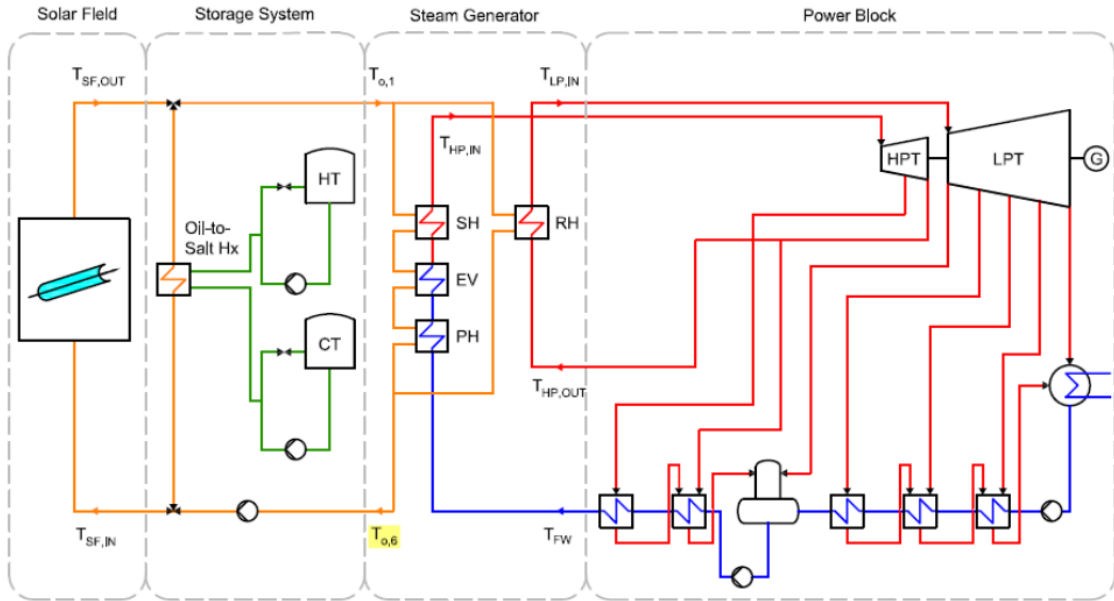 Solar Field
Storage System
Steam Generator
Power Block
T_SF,OUT
T_o,1
T_LP,IN
T_HP,IN
HPT
LPT
G
HT
Oil-to-
Salt Hx
SH
RH
EV
PH
CT
T_HP,OUT
T_SF,IN
T_o,6
T_FW